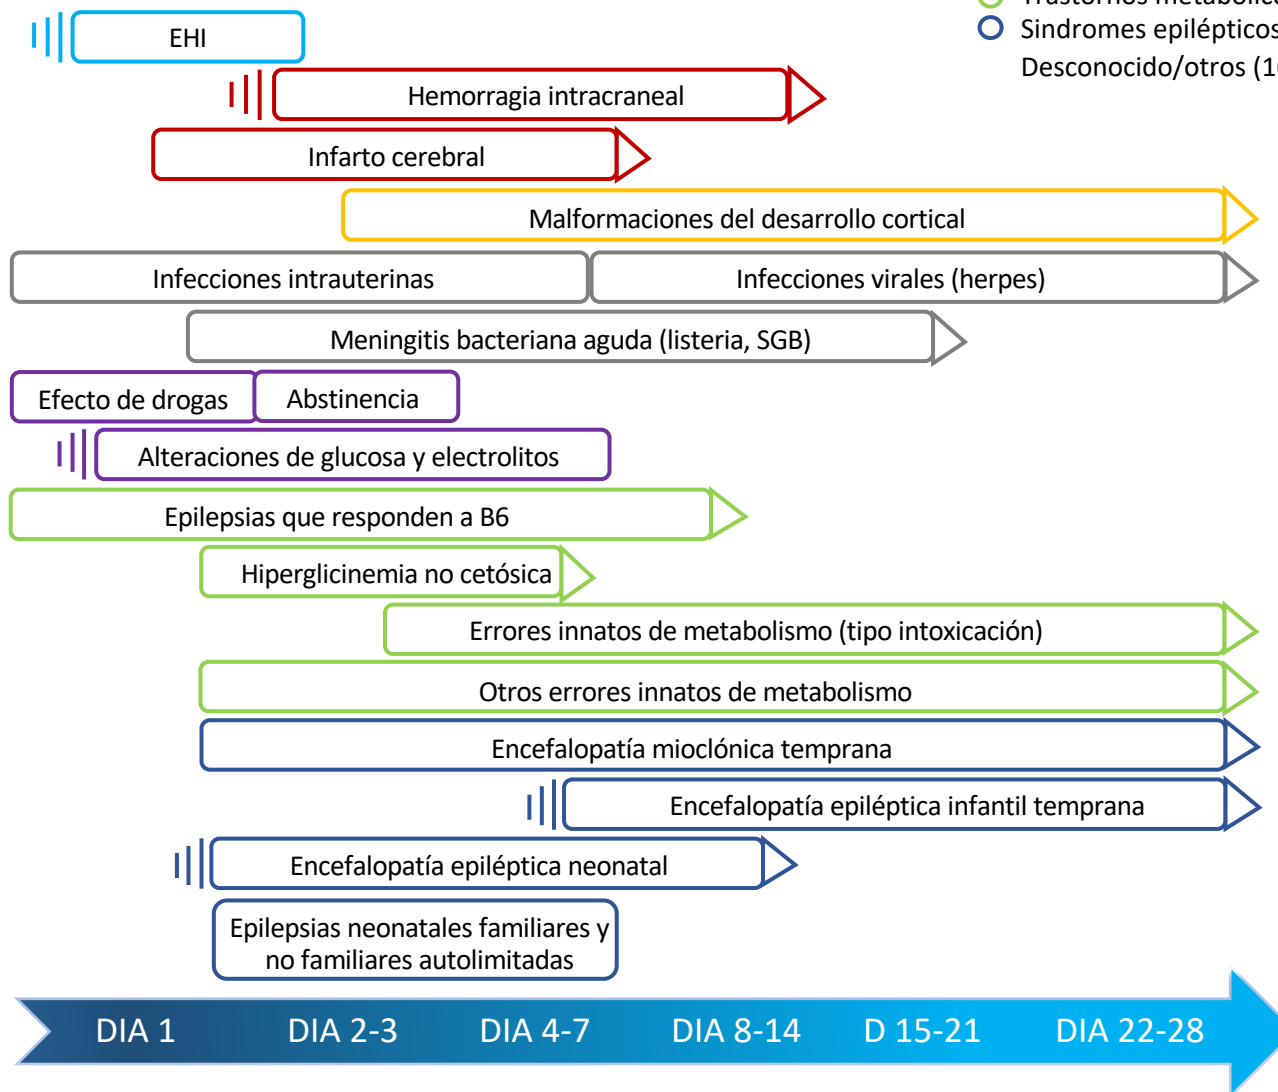 Trastornos metabólico
Sindromes epilépticos
Desconocido/otros (10
EHI
Hemorragia intracraneal
Infarto cerebral
Malformaciones del desarrollo cortical
Infecciones intrauterinas
Infecciones virales (herpes)
Meningitis bacteriana aguda (listeria, SGB)
Efecto de drogas
Abstinencia
Alteraciones de glucosa y electrolitos
Epilepsias que responden a B6
Hiperglicinemia no cetósica
Errores innatos de metabolismo (tipo intoxicación)
Otros errores innatos de metabolismo
Encefalopatía mioclónica temprana
Encefalopatía epiléptica infantil temprana
Encefalopatía epiléptica neonatal
Epilepsias neonatales familiares y
no familiares autolimitadas
DIA 1
DIA 2-3
DIA 4-7
DIA 8-14
D 15-21
DIA 22-28